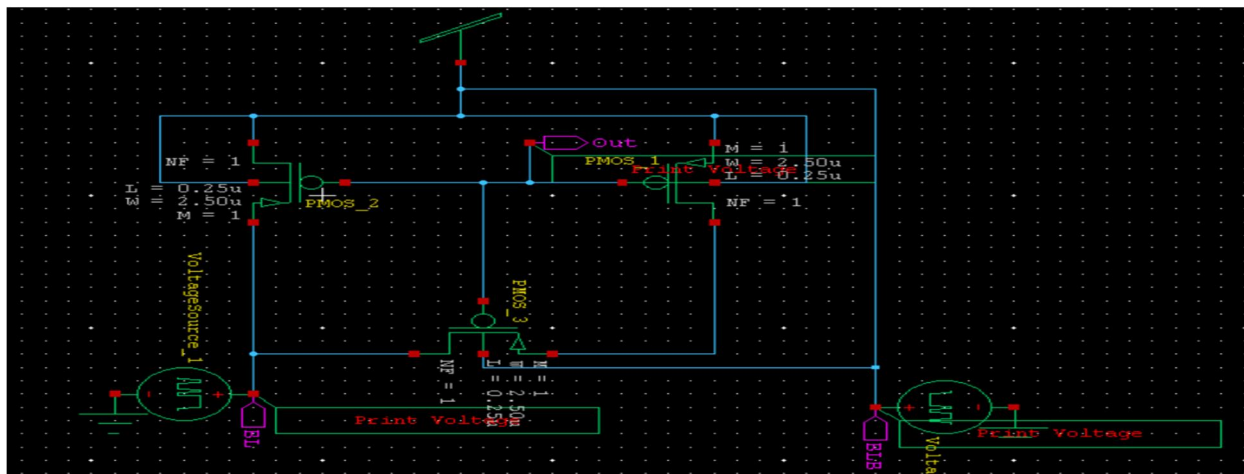 Out
NF = 1
PMOS_1
M = 1
W = 2.50u
Print Voltage
L = 0.25u
L = 0.25u
W = 2.50u
M = 1
PMOS_2
NF = 1
VoltageSource_1
PMOS_3
NF = 1
L = 0.25u
W = 2.50u
M = 1
Print Voltage
BL
Print Voltage
BLB
Volta